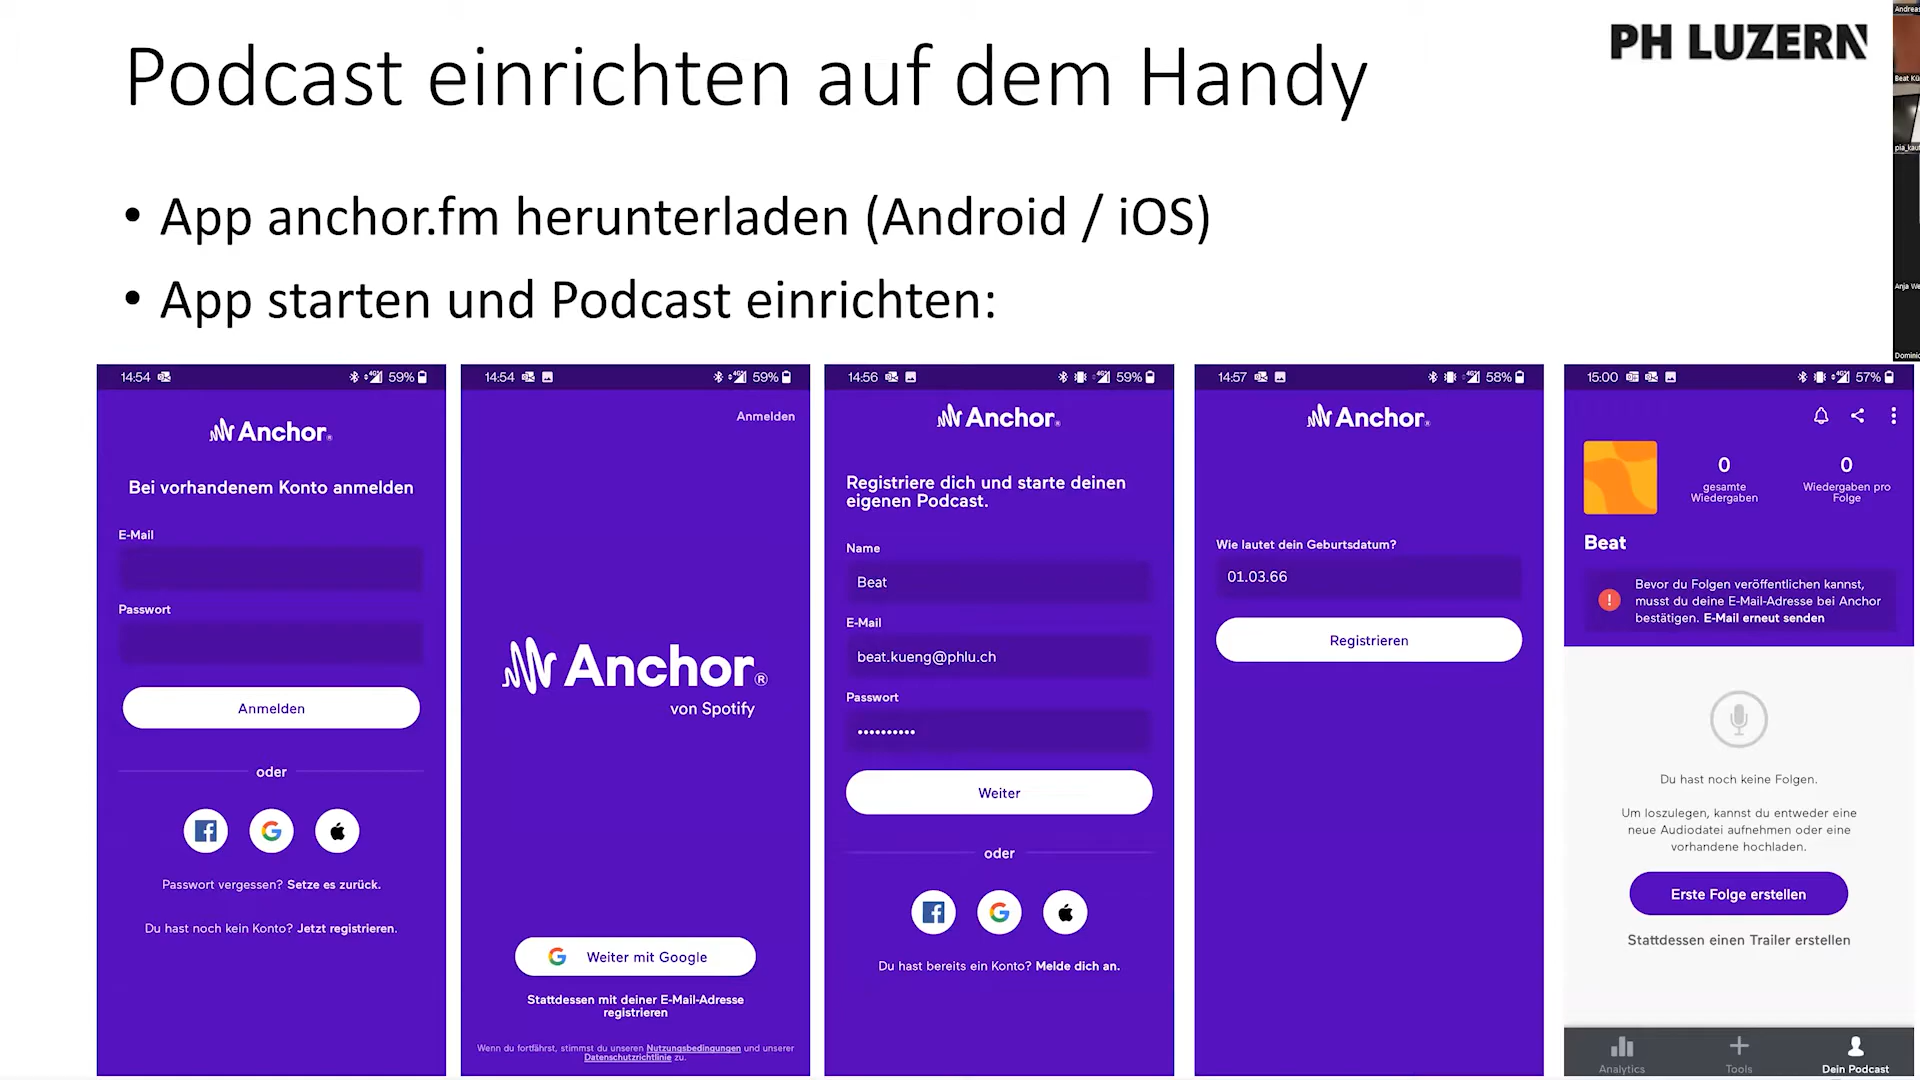 Podcast einrichten auf dem Handy
PH LUZERN
• App anchor.fm herunterladen (Android / iOS)
• App starten und Podcast einrichten:
14:54
59%
Anchor®
Bei vorhandenem Konto anmelden
E-Mail
Passwort
Anmelden
oder
Passwort vergessen? Setze es zurück.
Du hast noch kein Konto? Jetzt registrieren.
14:54
59%
Anmelden
Anchor®
von Spotify
Weiter mit Google
Stattdessen mit deiner E-Mail-Adresse
registrieren
Wenn du fortfährst, stimmst du unseren Nutzungsbedingungen und unserer
Datenschutzrichtlinie zu.
14:56
59%
Anchor®
Registriere dich und starte deinen
eigenen Podcast.
Name
Beat
E-Mail
beat.kueng@phlu.ch
Passwort
••••••••••
Weiter
oder
Du hast bereits ein Konto? Melde dich an.
14:57
58%
Anchor®
Wie lautet dein Geburtsdatum?
01.03.66
Registrieren
15:00
57%
0
gesamte
Wiedergaben
0
Wiedergaben pro
Folge
Beat
Bevor du Folgen veröffentlichen kannst,
musst du deine E-Mail-Adresse bei Anchor
bestätigen. E-Mail erneut senden
Du hast noch keine Folgen.
Um loszulegen, kannst du entweder eine
neue Audiodatei aufnehmen oder eine
vorhandene hochladen.
Erste Folge erstellen
Stattdessen einen Trailer erstellen
Analytics
Tools
Dein Podcast
Andreas
Beat Kü
pia_kau
Anja We
Dominic